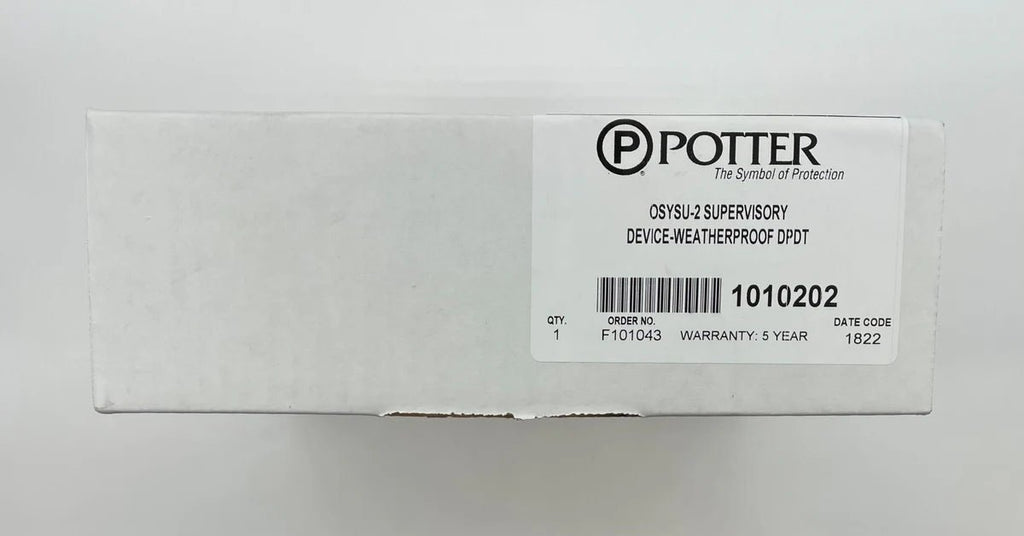 P POTTER
®
The Symbol of Protection
OSYSU-2 SUPERVISORY
DEVICE-WEATHERPROOF DPDT
1010202
QTY. ORDER NO. DATE CODE
1 F101043 WARRANTY: 5 YEAR 1822